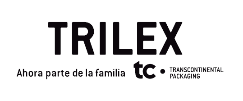 TRILEX
Ahora parte de la familia tc • TRANSCONTINENTAL
PACKAGING